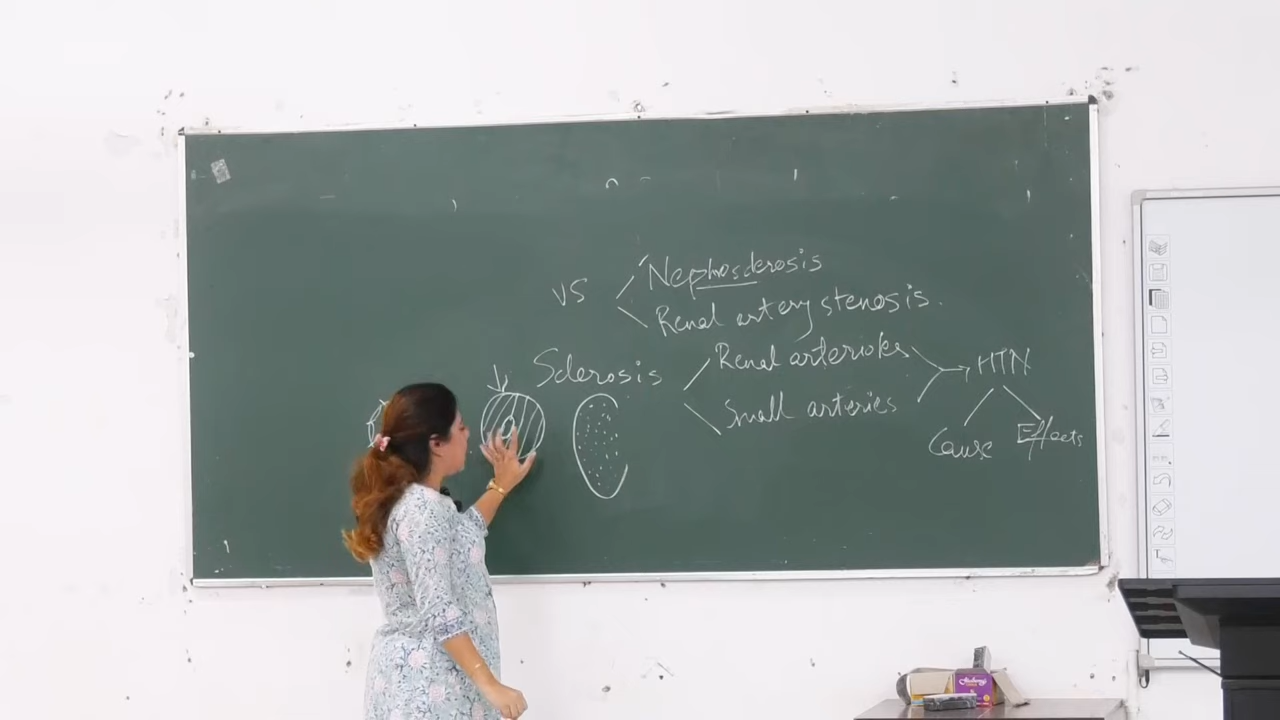 VS
Nephrosclerosis
Renal artery stenosis.
Sclerosis
Renal arterioles
HTN
Small arteries
Cause
Effects